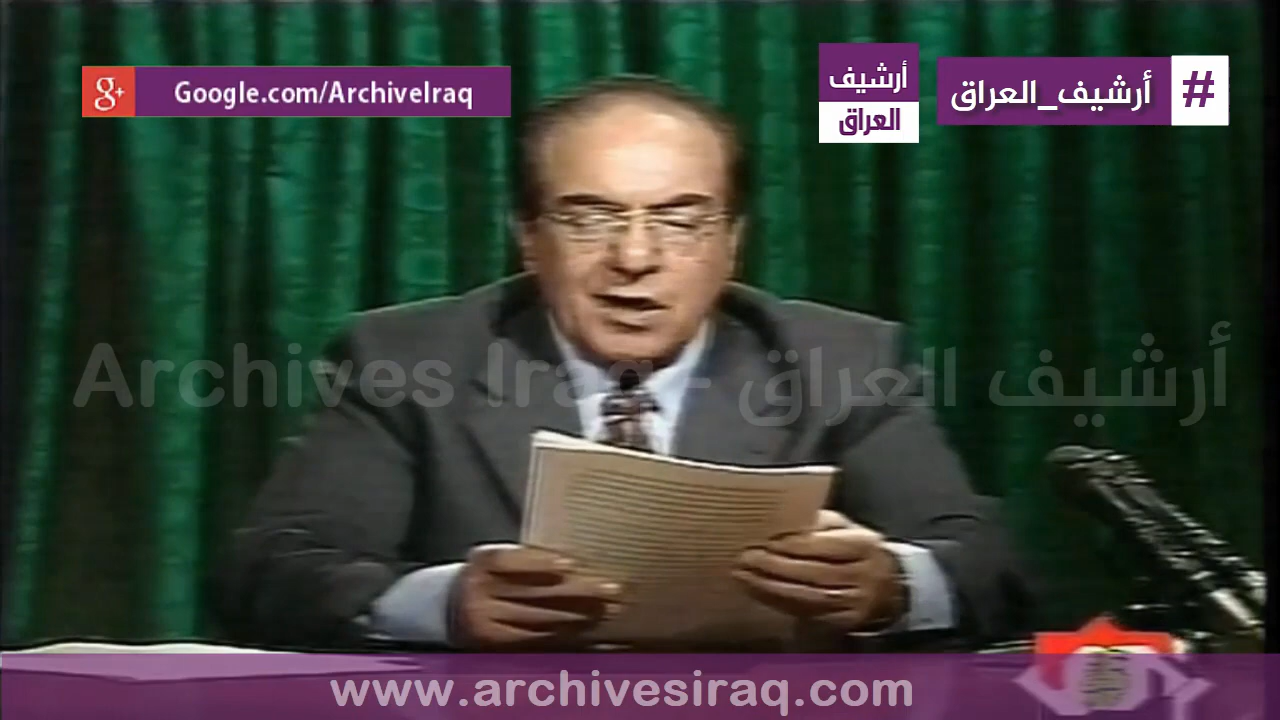 Google.com/ArchiveIraq
أرشيف
العراق
#أرشيف_العراق
Archives Iraq - أرشيف العراق
www.archivesiraq.com